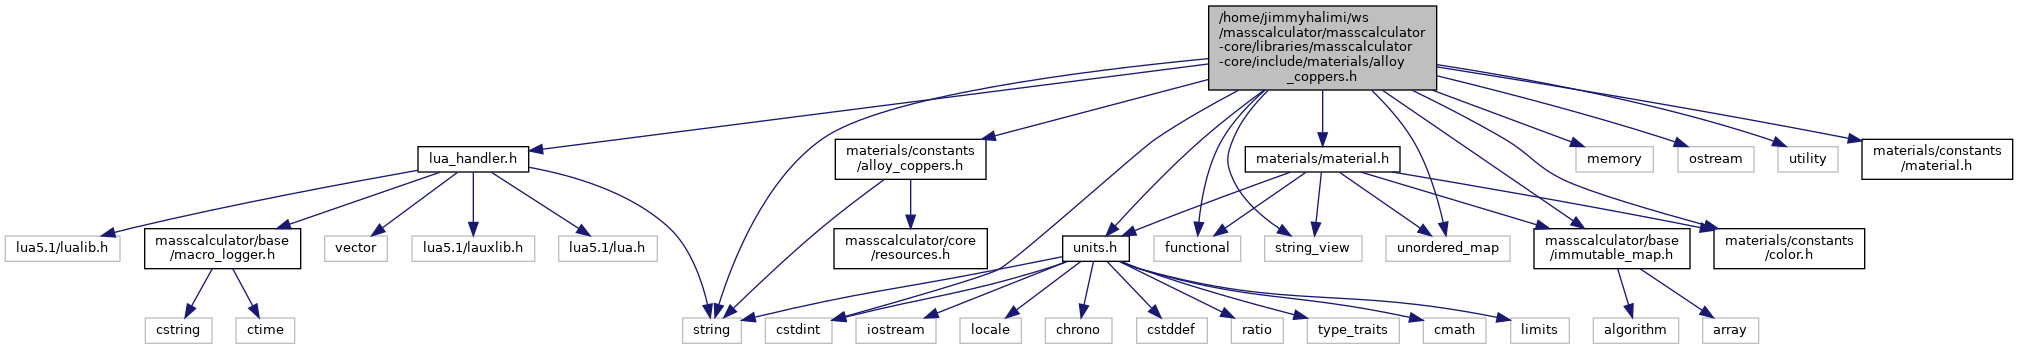 /home/jimmyhalimi/ws
/masscalculator/masscalculator
-core/libraries/masscalculator
-core/include/materials/alloy
_coppers.h
lua_handler.h
materials/constants
/alloy_coppers.h
materials/material.h
memory
ostream
utility
materials/constants
/material.h
lua5.1/lualib.h
masscalculator/base
/macro_logger.h
vector
lua5.1/lauxlib.h
lua5.1/lua.h
masscalculator/core
/resources.h
units.h
functional
string_view
unordered_map
masscalculator/base
/immutable_map.h
materials/constants
/color.h
cstring
ctime
string
cstdint
iostream
locale
chrono
cstddef
ratio
type_traits
cmath
limits
algorithm
array